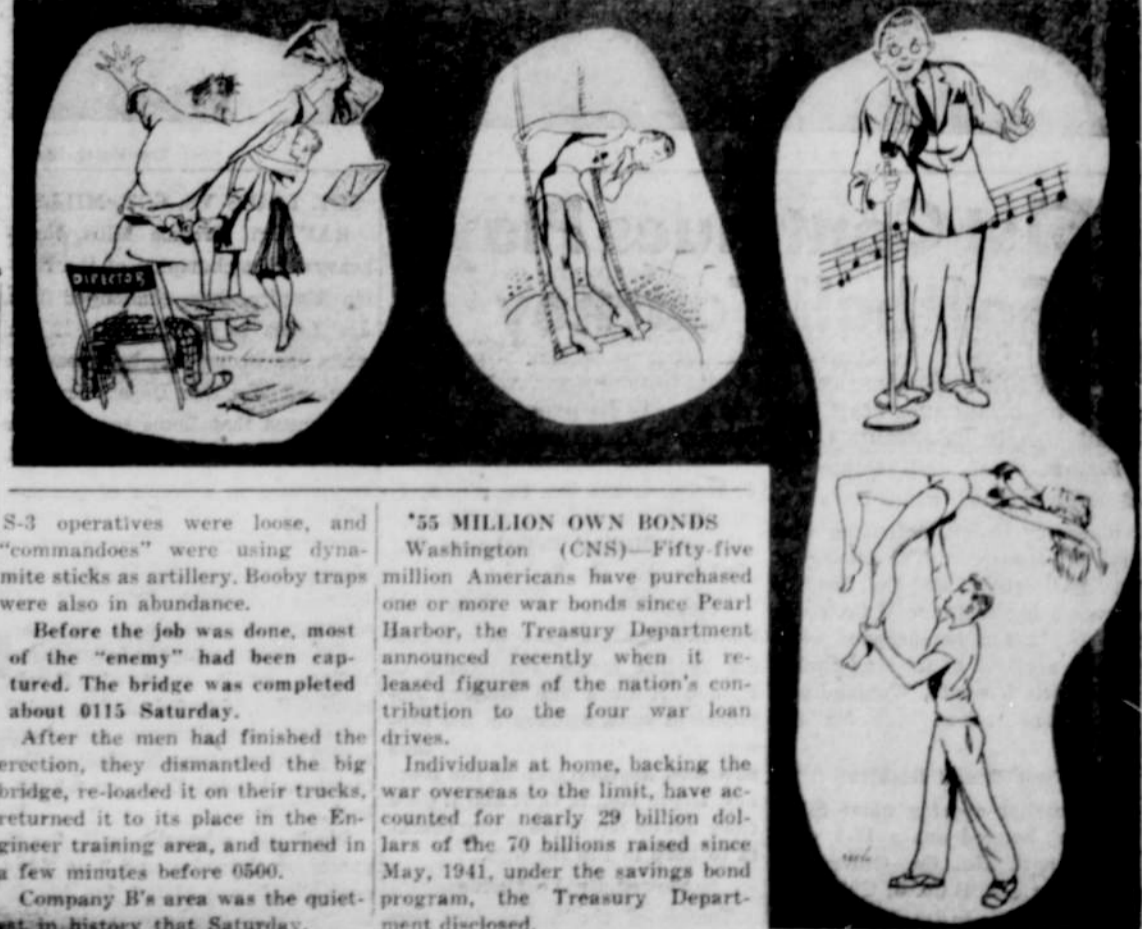 DIRECTOR
S-3 operatives were loose, and
"commandoes" were using dyna-
mite sticks as artillery. Booby traps
were also in abundance.
Before the job was done, most
of the "enemy" had been cap-
tured. The bridge was completed
about 0115 Saturday.
After the men had finished the
erection, they dismantled the big
bridge, re-loaded it on their trucks,
returned it to its place in the En-
gineer training area, and turned in
a few minutes before 0500.
Company B's area was the quiet-
est in history that Saturday.
'55 MILLION OWN BONDS
Washington (CNS)—Fifty-five
million Americans have purchased
one or more war bonds since Pearl
Harbor, the Treasury Department
announced recently when it re-
leased figures of the nation's con-
tribution to the four war loan
drives.
Individuals at home, backing the
war overseas to the limit, have ac-
counted for nearly 29 billion dol-
lars of the 70 billions raised since
May, 1941, under the savings bond
program, the Treasury Depart-
ment disclosed.